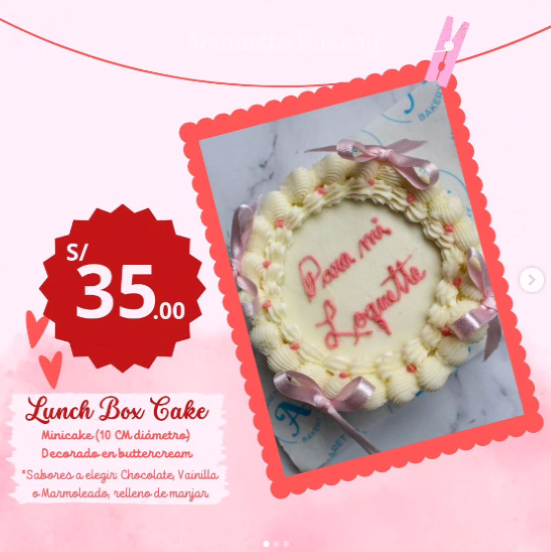 S/
35.00
Lunch Box Cake
Minicake (10 CM diámetro)
Decorado en buttercream
*Sabores a elegir: Chocolate, Vainilla
o Marmoleado, relleno de manjar
Para mi
Loquette
BAKER